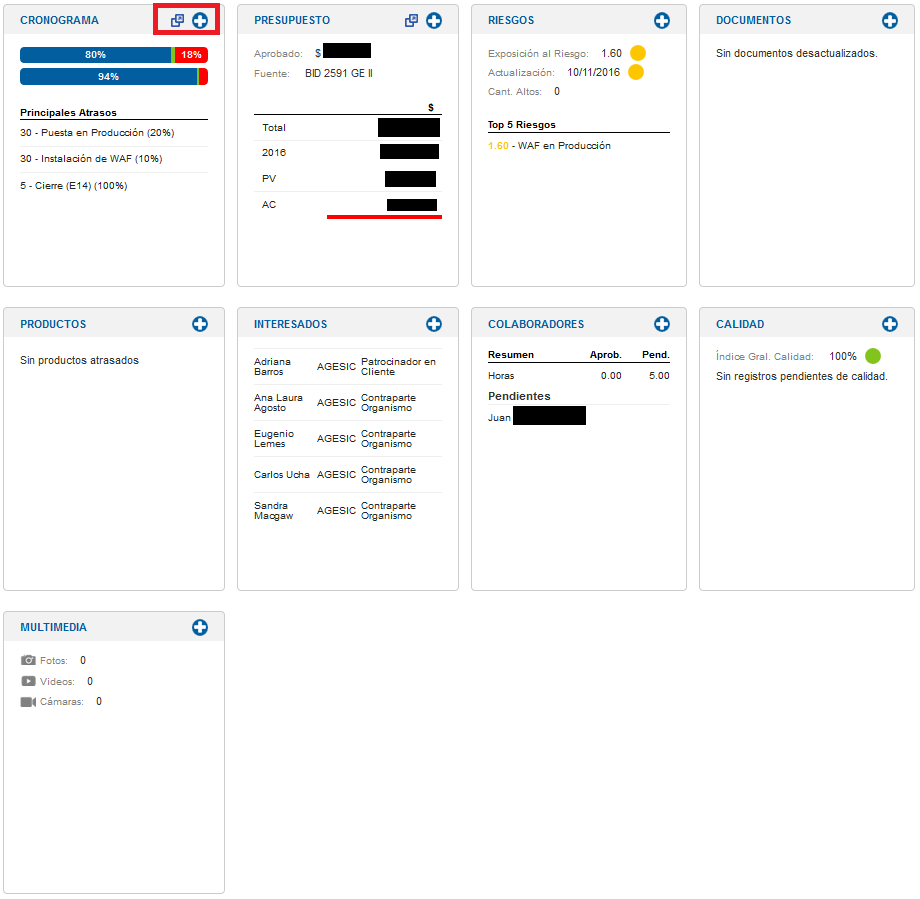 CRONOGRAMA
80% 18%
94%
Principales Atrasos
30 - Puesta en Producción (20%)
30 - Instalación de WAF (10%)
5 - Cierre (E14) (100%)
PRESUPUESTO
Aprobado: $
Fuente: BID 2591 GE II
$
Total
2016
PV
AC
RIESGOS
Exposición al Riesgo: 1.60
Actualización: 10/11/2016
Cant. Altos: 0
Top 5 Riesgos
1.60 - WAF en Producción
DOCUMENTOS
Sin documentos desactualizados.
PRODUCTOS
Sin productos atrasados
INTERESADOS
Adriana Barros AGESIC Patrocinador en Cliente
Ana Laura Agosto AGESIC Contraparte Organismo
Eugenio Lemes AGESIC Contraparte Organismo
Carlos Ucha AGESIC Contraparte Organismo
Sandra Macgaw AGESIC Contraparte Organismo
COLABORADORES
Resumen Aprob. Pend.
Horas 0.00 5.00
Pendientes
Juan
CALIDAD
Índice Gral. Calidad: 100%
Sin registros pendientes de calidad.
MULTIMEDIA
Fotos: 0
Videos: 0
Cámaras: 0